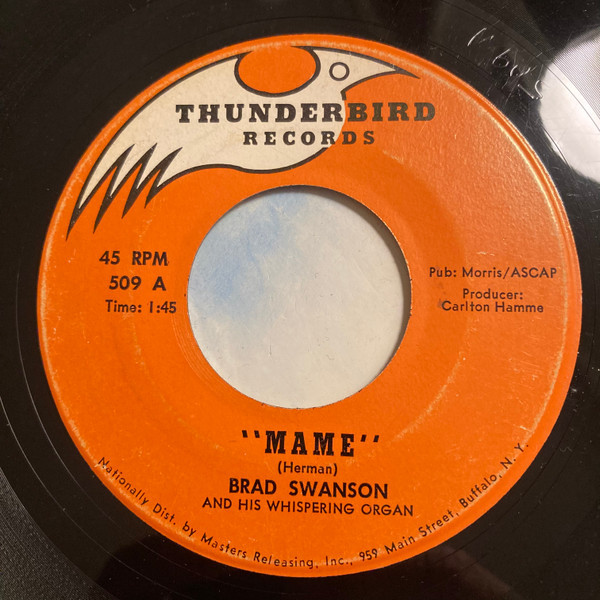 THUNDERBIRD
RECORDS
45 RPM
509 A
Time: 1:45
Pub: Morris/ASCAP
Producer:
Carlton Hamme
"MAME"
(Herman)
BRAD SWANSON
AND HIS WHISPERING ORGAN
Nationally Dist. by Masters Releasing, Inc., 959 Main Street, Buffalo, N. Y.